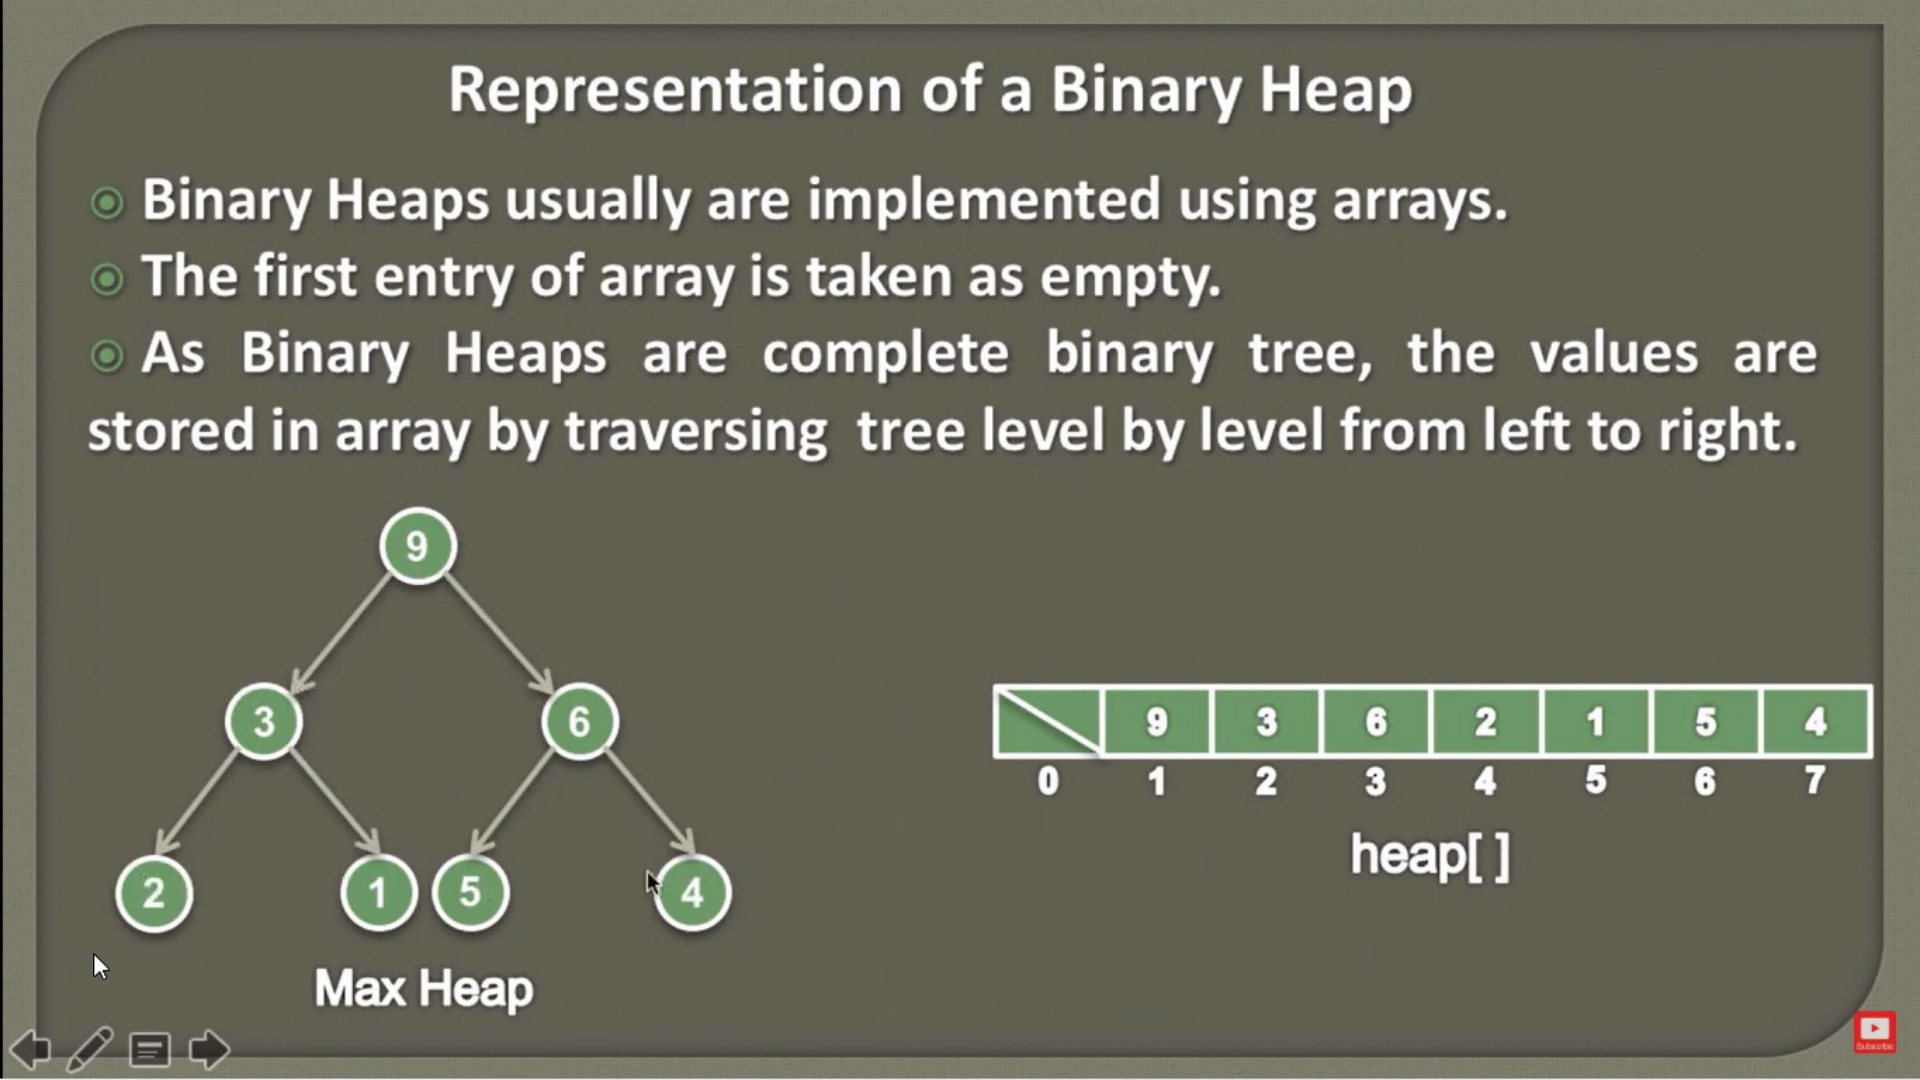 Representation of a Binary Heap
Binary Heaps usually are implemented using arrays.
The first entry of array is taken as empty.
As Binary Heaps are complete binary tree, the values are
stored in array by traversing tree level by level from left to right.
9
3 6
2 1 5 4
Max Heap
9 3 6 2 1 5 4
0 1 2 3 4 5 6 7
heap[ ]
Subscribe